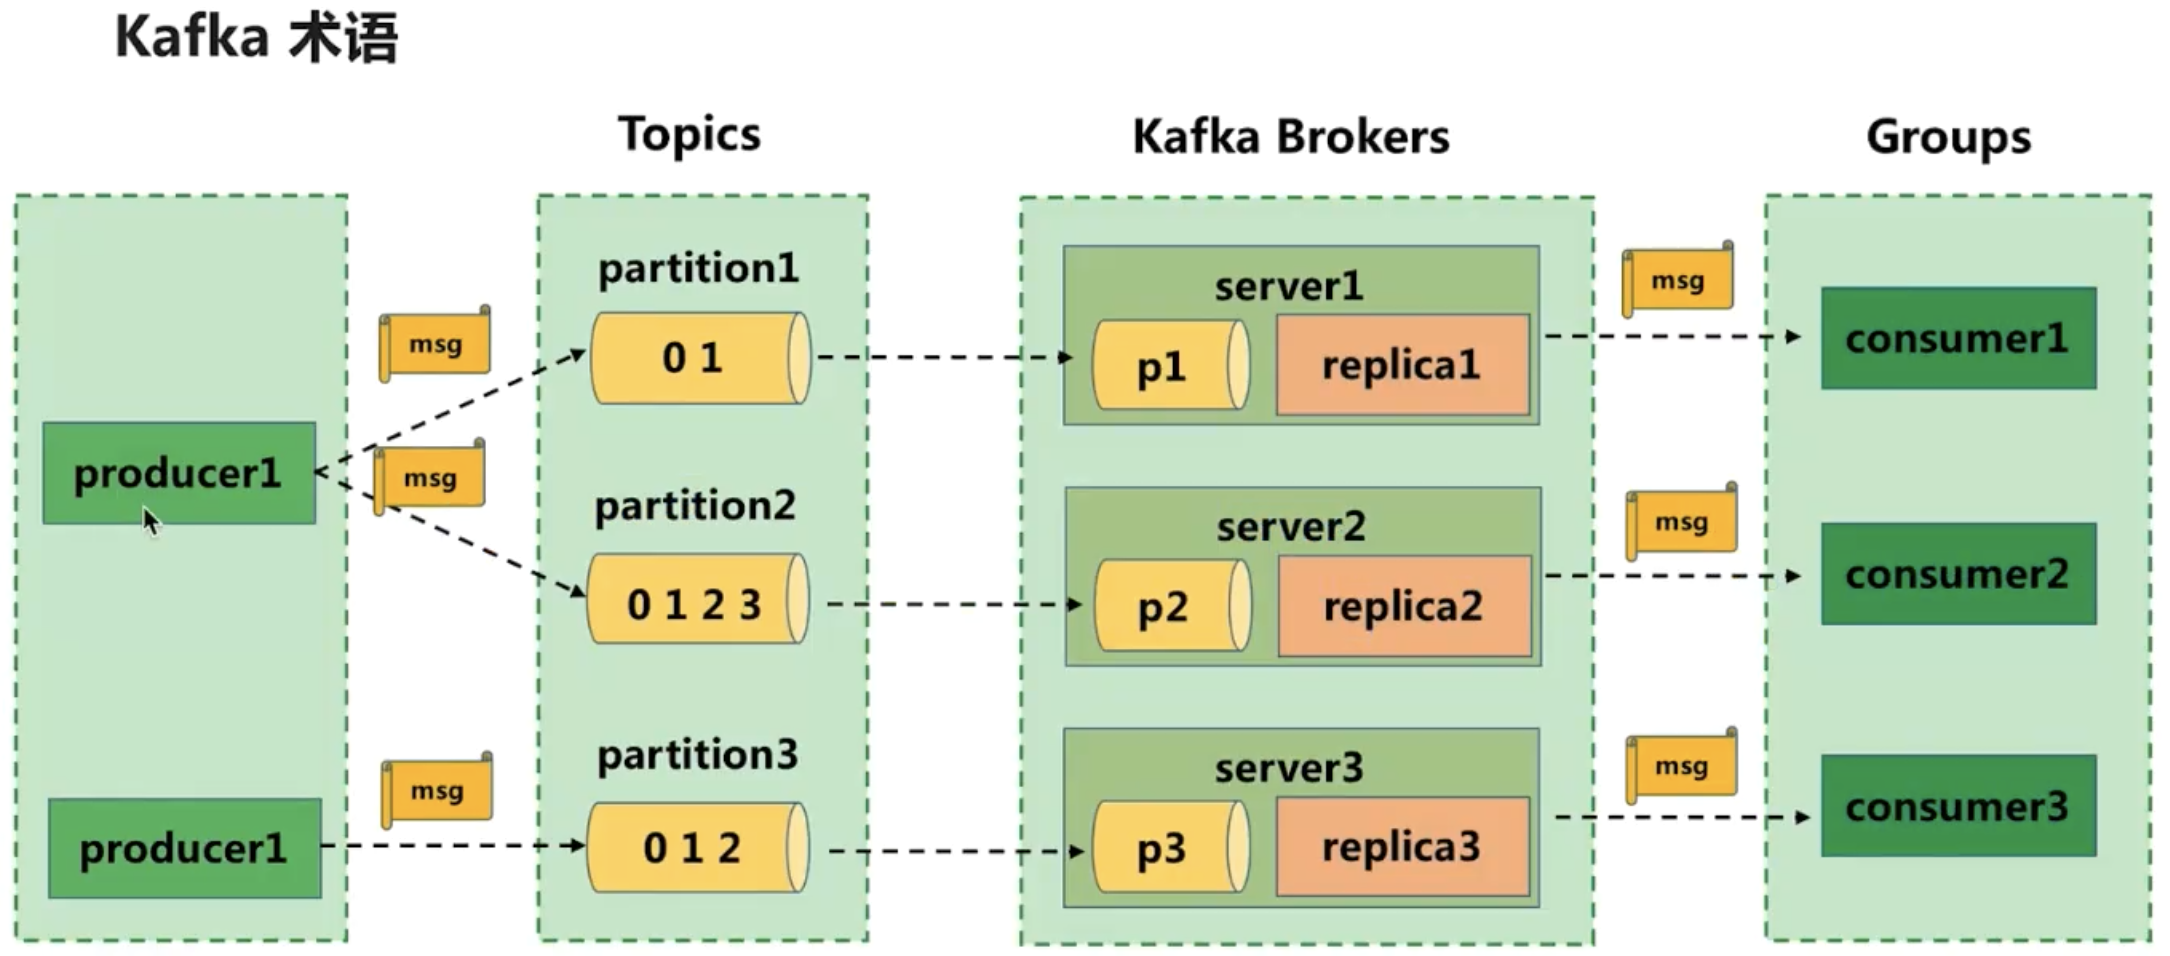 Kafka 术语
Topics
Kafka Brokers
Groups
producer1
producer1
msg
msg
msg
partition1
0 1
partition2
0 1 2 3
partition3
0 1 2
server1
p1
replica1
server2
p2
replica2
server3
p3
replica3
msg
msg
msg
consumer1
consumer2
consumer3